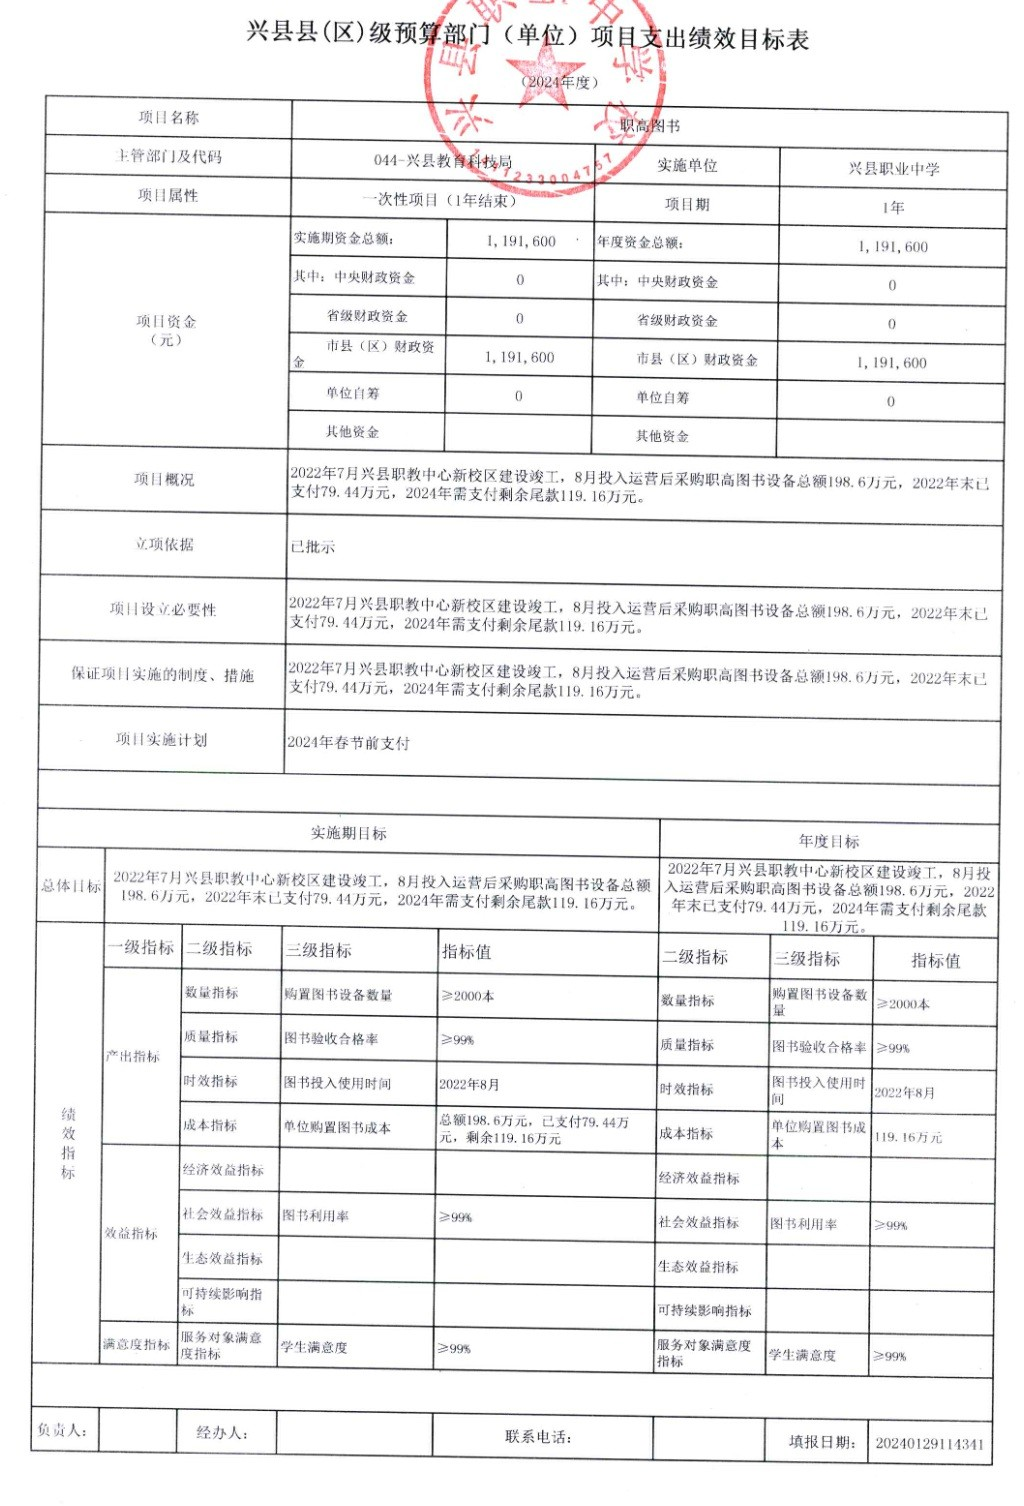 兴县县(区)级预算部门（单位）项目支出绩效目标表
（2024年度）
项目名称 职高图书
主管部门及代码 044-兴县教育科技局 实施单位 兴县职业中学
项目属性 一次性项目（1年结束） 项目期 1年
项目资金
（元）
实施期资金总额： 1,191,600 年度资金总额： 1,191,600
其中：中央财政资金 0 其中：中央财政资金 0
省级财政资金 0 省级财政资金 0
市县（区）财政资
金 1,191,600 市县（区）财政资金 1,191,600
单位自筹 0 单位自筹 0
其他资金 其他资金
项目概况
2022年7月兴县职教中心新校区建设竣工，8月投入运营后采购职高图书设备总额198.6万元，2022年末已
支付79.44万元，2024年需支付剩余尾款119.16万元。
立项依据 已批示
项目设立必要性
2022年7月兴县职教中心新校区建设竣工，8月投入运营后采购职高图书设备总额198.6万元，2022年末已
支付79.44万元，2024年需支付剩余尾款119.16万元。
保证项目实施的制度、措施
2022年7月兴县职教中心新校区建设竣工，8月投入运营后采购职高图书设备总额198.6万元，2022年末已
支付79.44万元，2024年需支付剩余尾款119.16万元。
项目实施计划 2024年春节前支付
实施期目标 年度目标
总体目标
2022年7月兴县职教中心新校区建设竣工，8月投入运营后采购职高图书设备总额
198.6万元，2022年末已支付79.44万元，2024年需支付剩余尾款119.16万元。
2022年7月兴县职教中心新校区建设竣工，8月投
入运营后采购职高图书设备总额198.6万元，2022
年末已支付79.44万元，2024年需支付剩余尾款
119.16万元。
绩
效
指
标
一级指标 二级指标 三级指标 指标值 二级指标 三级指标 指标值
产出指标
数量指标 购置图书设备数量 ≥2000本 数量指标 购置图书设备数
量 ≥2000本
质量指标 图书验收合格率 ≥99% 质量指标 图书验收合格率 ≥99%
时效指标 图书投入使用时间 2022年8月 时效指标 图书投入使用时
间 2022年8月
成本指标 单位购置图书成本 总额198.6万元，已支付79.44万
元，剩余119.16万元 成本指标 单位购置图书成
本 119.16万元
效益指标
经济效益指标 经济效益指标
社会效益指标 图书利用率 ≥99% 社会效益指标 图书利用率 ≥99%
生态效益指标 生态效益指标
可持续影响指
标 可持续影响指标
满意度指标 服务对象满意
度指标 学生满意度 ≥99% 服务对象满意度
指标 学生满意度 ≥99%
负责人： 经办人： 联系电话： 填报日期： 20240129114341